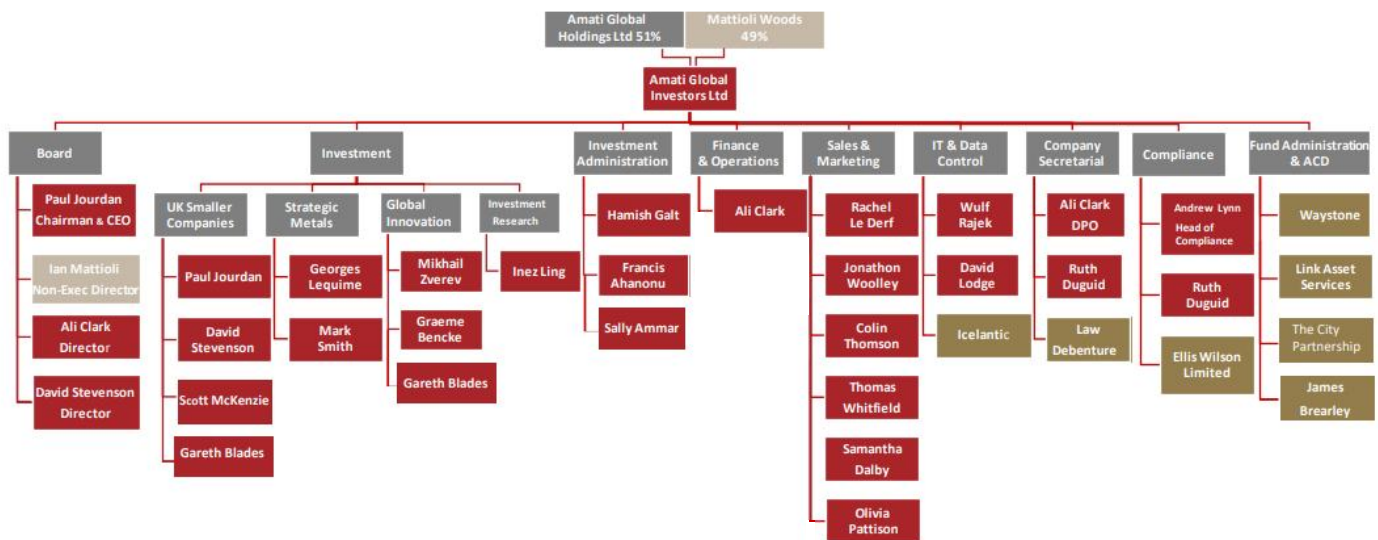 Amati Global
Holdings Ltd 51%
Mattioli Woods
49%
Amati Global
Investors Ltd
Board
Investment
Investment
Administration
Finance
& Operations
Sales &
Marketing
IT & Data
Control
Company
Secretarial
Compliance
Fund Administration
& ACD
Paul Jourdan
Chairman & CEO
Ian Mattioli
Non-Exec Director
Ali Clark
Director
David Stevenson
Director
UK Smaller
Companies
Paul Jourdan
David
Stevenson
Scott McKenzie
Gareth Blades
Strategic
Metals
Georges
Lequime
Mark
Smith
Global
Innovation
Mikhail
Zverev
Graeme
Bencke
Gareth Blades
Investment
Research
Inez Ling
Hamish Galt
Francis
Ahanonu
Sally Ammar
Ali Clark
Rachel
Le Derf
Jonathon
Woolley
Colin
Thomson
Thomas
Whitfield
Samantha
Dalby
Olivia
Pattison
Wulf
Rajek
David
Lodge
Icelantic
Ali Clark
DPO
Ruth
Duguid
Law
Debenture
Andrew Lynn
Head of
Compliance
Ruth
Duguid
Ellis Wilson
Limited
Waystone
Link Asset
Services
The City
Partnership
James
Brearley